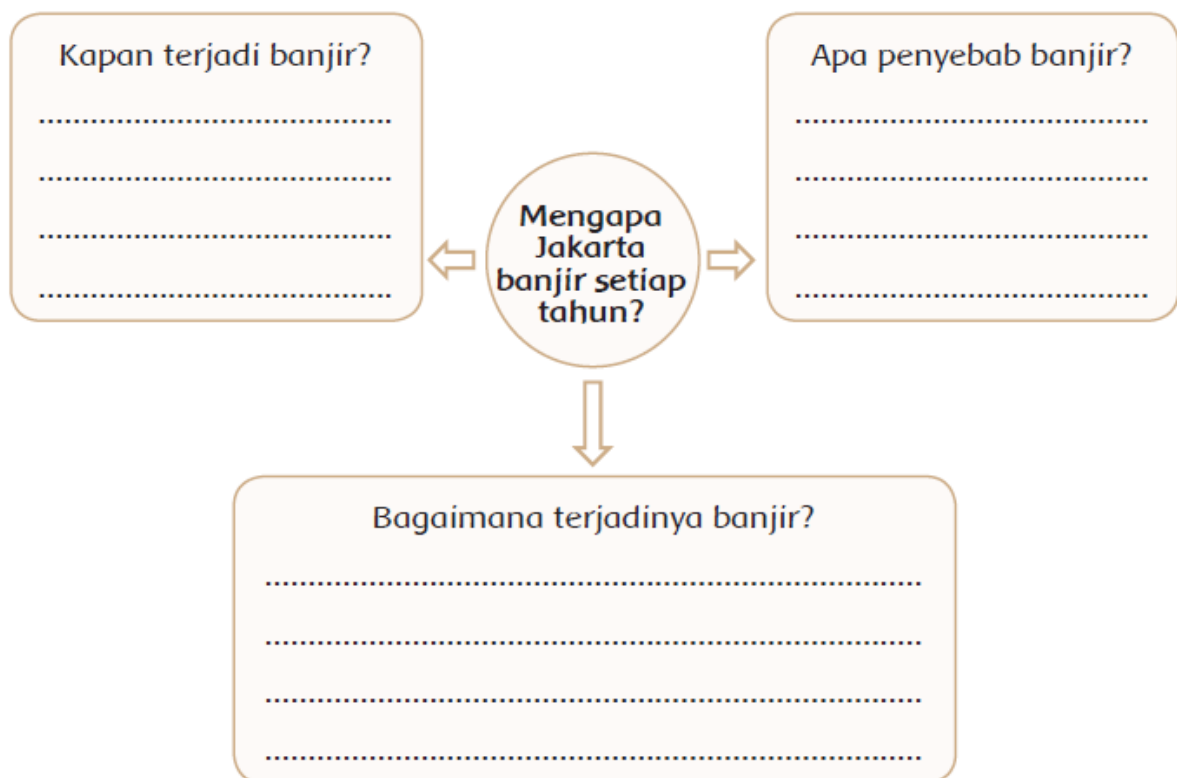 Kapan terjadi banjir?
........................................
........................................
........................................
........................................
Apa penyebab banjir?
........................................
........................................
........................................
........................................
Mengapa
Jakarta
banjir setiap
tahun?
Bagaimana terjadinya banjir?
...........................................................................
...........................................................................
...........................................................................
...........................................................................